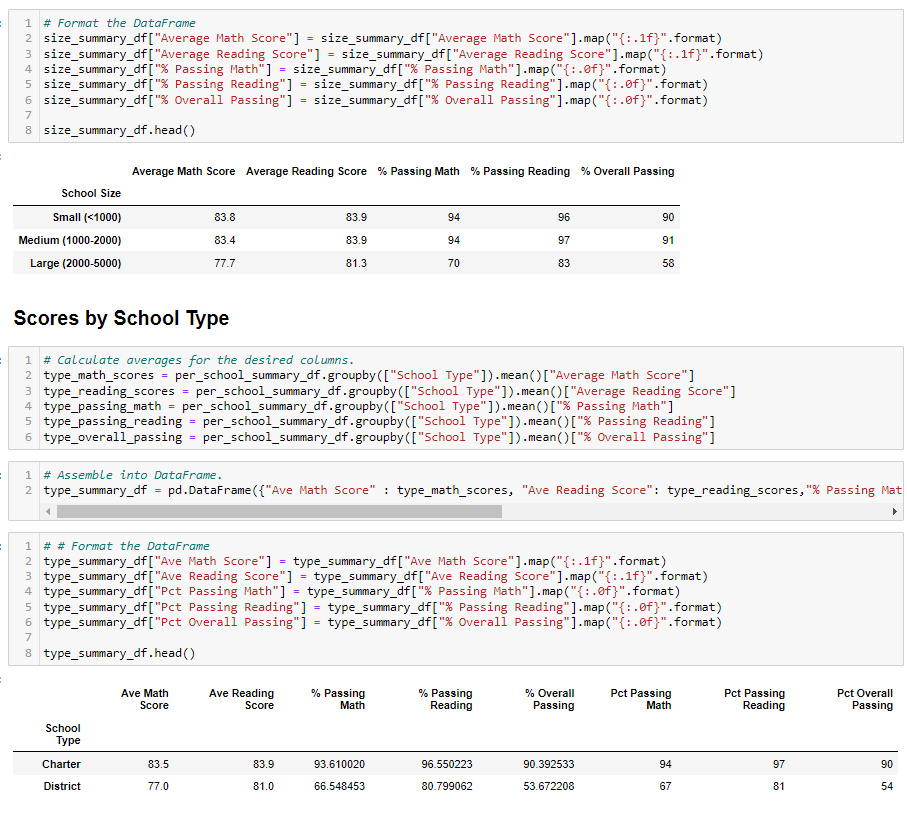 1 # Format the DataFrame
2 size_summary_df["Average Math Score"] = size_summary_df["Average Math Score"].map("{:.1f}".format)
3 size_summary_df["Average Reading Score"] = size_summary_df["Average Reading Score"].map("{:.1f}".format)
4 size_summary_df["% Passing Math"] = size_summary_df["% Passing Math"].map("{:.0f}".format)
5 size_summary_df["% Passing Reading"] = size_summary_df["% Passing Reading"].map("{:.0f}".format)
6 size_summary_df["% Overall Passing"] = size_summary_df["% Overall Passing"].map("{:.0f}".format)
7
8 size_summary_df.head()
Average Math Score Average Reading Score % Passing Math % Passing Reading % Overall Passing
School Size
Small (<1000) 83.8 83.9 94 96 90
Medium (1000-2000) 83.4 83.9 94 97 91
Large (2000-5000) 77.7 81.3 70 83 58
Scores by School Type
1 # Calculate averages for the desired columns.
2 type_math_scores = per_school_summary_df.groupby(["School Type"]).mean()["Average Math Score"]
3 type_reading_scores = per_school_summary_df.groupby(["School Type"]).mean()["Average Reading Score"]
4 type_passing_math = per_school_summary_df.groupby(["School Type"]).mean()["% Passing Math"]
5 type_passing_reading = per_school_summary_df.groupby(["School Type"]).mean()["% Passing Reading"]
6 type_overall_passing = per_school_summary_df.groupby(["School Type"]).mean()["% Overall Passing"]
1 # Assemble into DataFrame.
2 type_summary_df = pd.DataFrame({"Ave Math Score" : type_math_scores, "Ave Reading Score": type_reading_scores,"% Passing Mat
1 # # Format the DataFrame
2 type_summary_df["Ave Math Score"] = type_summary_df["Ave Math Score"].map("{:.1f}".format)
3 type_summary_df["Ave Reading Score"] = type_summary_df["Ave Reading Score"].map("{:.1f}".format)
4 type_summary_df["Pct Passing Math"] = type_summary_df["% Passing Math"].map("{:.0f}".format)
5 type_summary_df["Pct Passing Reading"] = type_summary_df["% Passing Reading"].map("{:.0f}".format)
6 type_summary_df["Pct Overall Passing"] = type_summary_df["% Overall Passing"].map("{:.0f}".format)
7
8 type_summary_df.head()
Ave Math Ave Reading % Passing % Passing % Overall Pct Passing Pct Passing Pct Overall
Score Score Math Reading Passing Math Reading Passing
School
Type
Charter 83.5 83.9 93.610020 96.550223 90.392533 94 97 90
District 77.0 81.0 66.548453 80.799062 53.672208 67 81 54